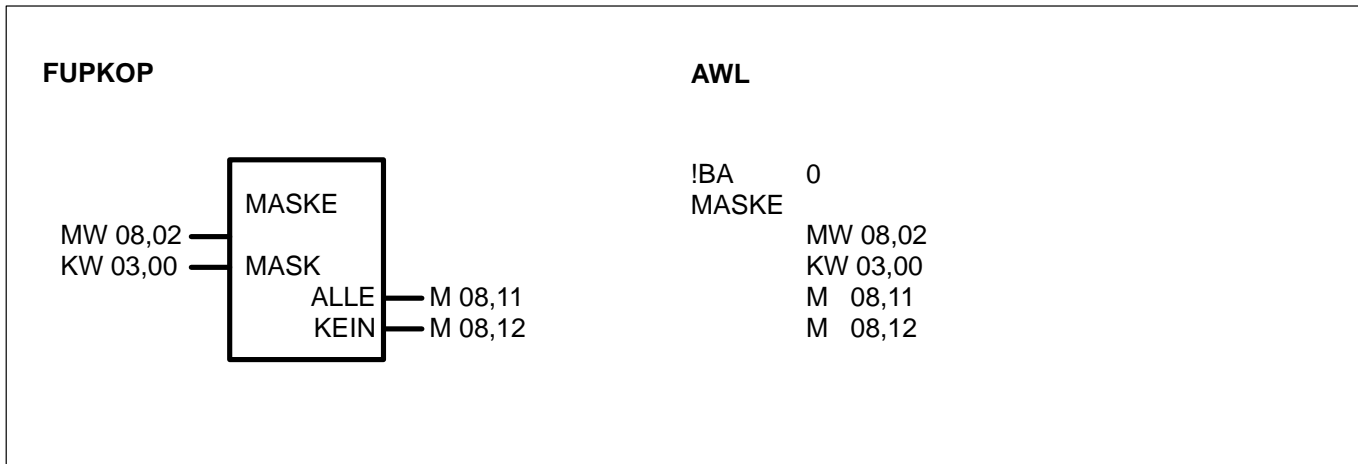 FUPKOP
MASKE
MW 08,02
KW 03,00 MASK
ALLE M 08,11
KEIN M 08,12
AWL
!BA 0
MASKE
MW 08,02
KW 03,00
M 08,11
M 08,12